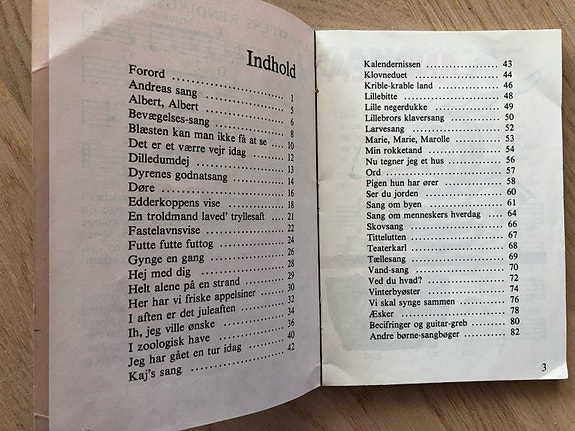 Indhold
Forord .................... 1
Andreas sang .................... 5
Albert, Albert .................... 6
Bevægelses-sang .................... 8
Blæsten kan man ikke få at se .... 10
Det er et værre vejr idag .......... 12
Dilledumdej .................... 13
Dyrenes godnatsang .............. 14
Døre .................... 16
Edderkoppens vise ................ 18
En troldmand laved' tryllesaft .... 21
Fastelavnsvise .................... 22
Futte futte futtog ................ 24
Gynge en gang .................... 26
Hej med dig .................... 28
Helt alene på en strand ............ 29
Her har vi friske appelsiner ........ 30
I aften er det juleaften ............ 32
Ih, jeg ville ønske ................ 34
I zoologisk have .................. 36
Jeg har gået en tur idag ............ 40
Kaj's sang .................... 42
Kalendernissen .................... 43
Klovneduet .................... 44
Krible-krable land ................ 46
Lillebitte .................... 48
Lille negerdukke .................. 49
Lillebrors klaversang .............. 50
Larvesang .................... 52
Marie, Marie, Marolle ............ 53
Min rokketand .................... 54
Nu tegner jeg et hus .............. 56
Ord .................... 57
Pigen hun har ører ................ 58
Ser du jorden .................... 60
Sang om byen .................... 61
Sang om menneskers hverdag .... 64
Skovsang .................... 66
Tittelutten .................... 67
Teaterkarl .................... 68
Tællesang .................... 69
Vand-sang .................... 70
Ved du hvad? .................... 72
Vinterbyøster .................... 74
Vi skal synge sammen ............ 76
Æsker .................... 78
Becifringer og guitar-greb .......... 80
Andre børne-sangbøger ............ 82
3